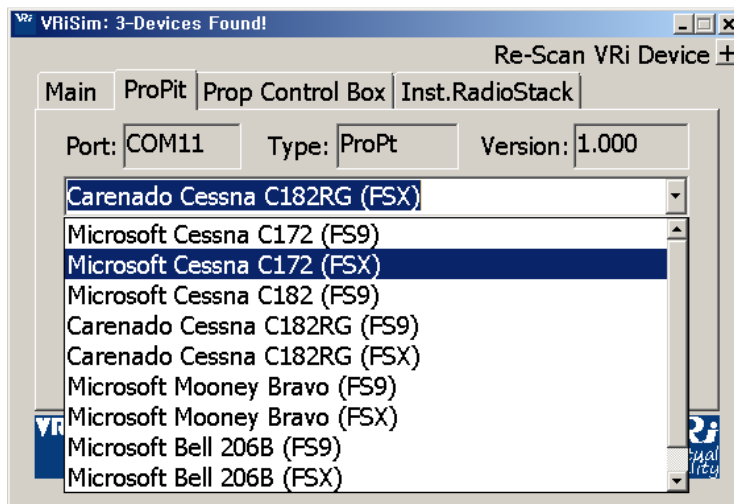 VRi VRiSim: 3-Devices Found!
Re-Scan VRi Device +
Main ProPit Prop Control Box Inst.RadioStack
Port: COM11 Type: ProPt Version: 1.000
Carenado Cessna C182RG (FSX)
Microsoft Cessna C172 (FS9)
Microsoft Cessna C172 (FSX)
Microsoft Cessna C182 (FS9)
Carenado Cessna C182RG (FS9)
Carenado Cessna C182RG (FSX)
Microsoft Mooney Bravo (FS9)
Microsoft Mooney Bravo (FSX)
Microsoft Bell 206B (FS9)
Microsoft Bell 206B (FSX)